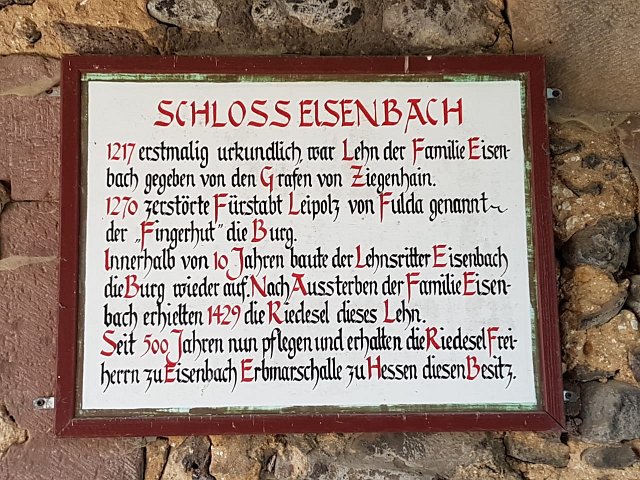 SCHLOSS EISENBACH
1217 erstmalig urkundlich, war Lehn der Familie Eisen-
bach gegeben von den Grafen von Ziegenhain.
1270 zerstörte Fürstabt Leipolz von Fulda genannt~
der „Fingerhut" die Burg.
Innerhalb von 10 Jahren baute der Lehnsritter Eisenbach
die Burg wieder auf. Nach Aussterben der Familie Eisen-
bach erhielten 1429 die Riedesel dieses Lehn.
Seit 500 Jahren nun pflegen und erhalten die Riedesel Frei-
herrn zu Eisenbach Erbmarschalle zu Hessen diesen Besitz.